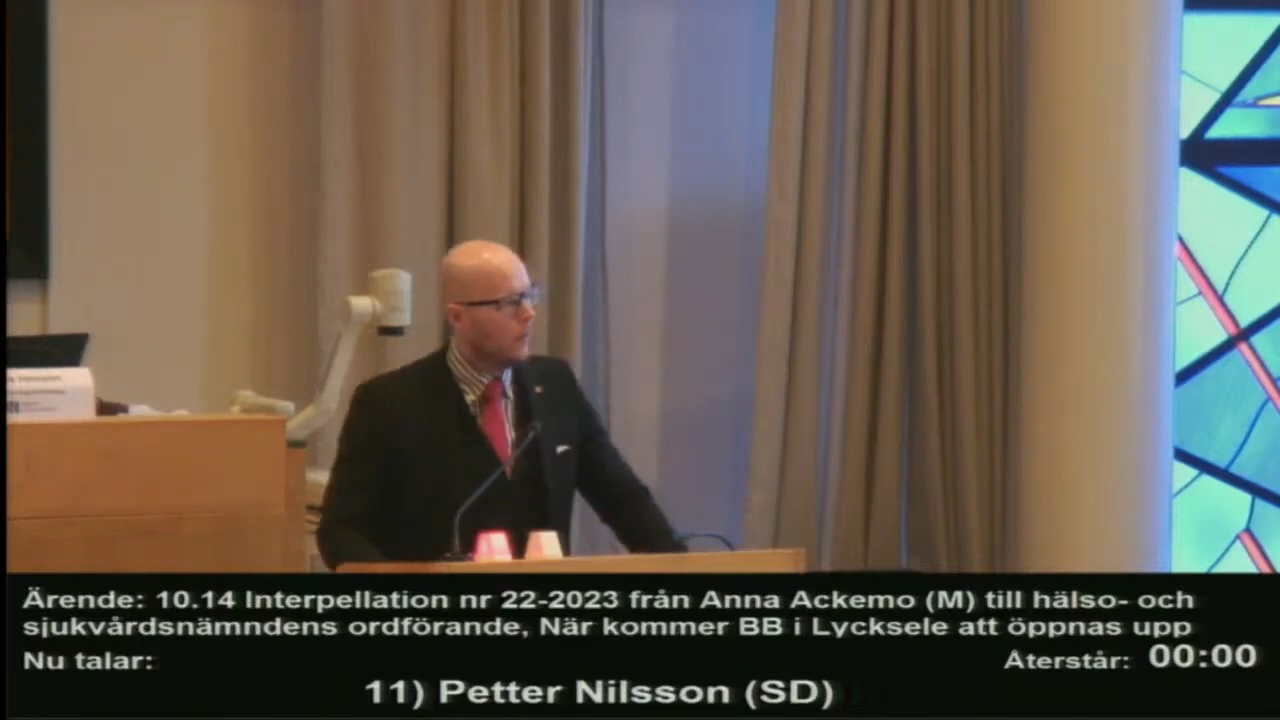 Ärende: 10.14 Interpellation nr 22-2023 från Anna Ackemo (M) till hälso- och
sjukvårdsnämndens ordförande, När kommer BB i Lycksele att öppnas upp
Nu talar:
Återstår: 00:00
11) Petter Nilsson (SD)